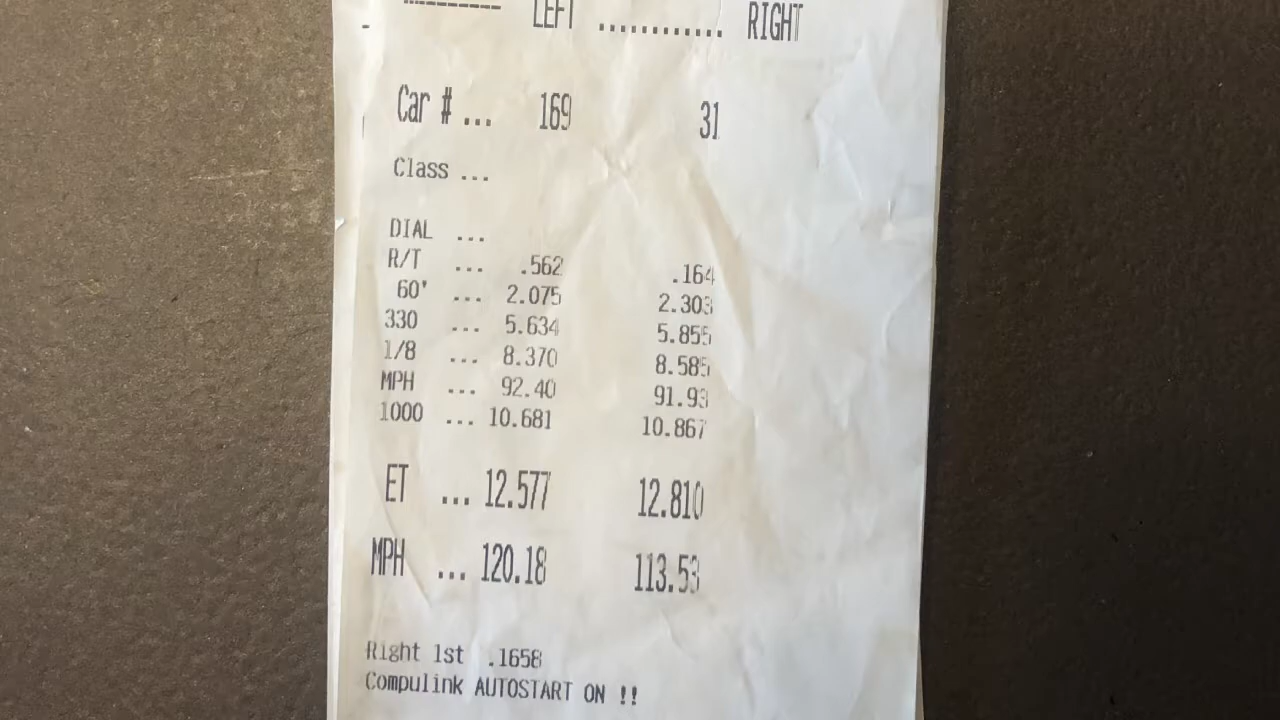 --------- LEFT ............ RIGHT
Car # ... 169 31
Class ...
DIAL ...
R/T ... .562 .164
60' ... 2.075 2.303
330 ... 5.634 5.855
1/8 ... 8.370 8.585
MPH ... 92.40 91.93
1000 ... 10.681 10.867
ET ... 12.577 12.810
MPH ... 120.18 113.53
Right 1st .1658
Compulink AUTOSTART ON !!